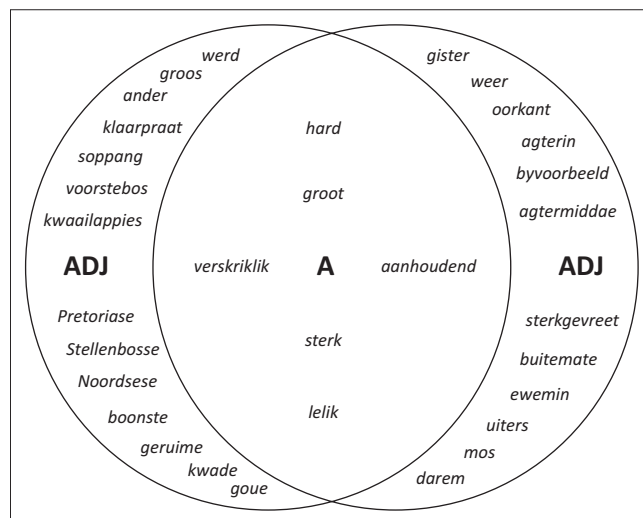 werd
groos
ander
klaarpraat
soppang
voorstebos
kwaailappies
ADJ
Pretoriase
Stellenbosse
Noordsese
boonste
geruime
kwade
goue
hard
groot
verskriklik
A
aanhoudend
sterk
lelik
gister
weer
oorkant
agterin
byvoorbeeld
agtermiddae
ADJ
sterkgevreet
buitemate
ewemin
uiters
mos
darem